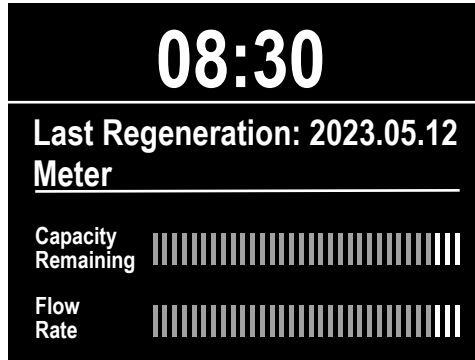 08:30
Last Regeneration: 2023.05.12
Meter
Capacity
Remaining
Flow
Rate